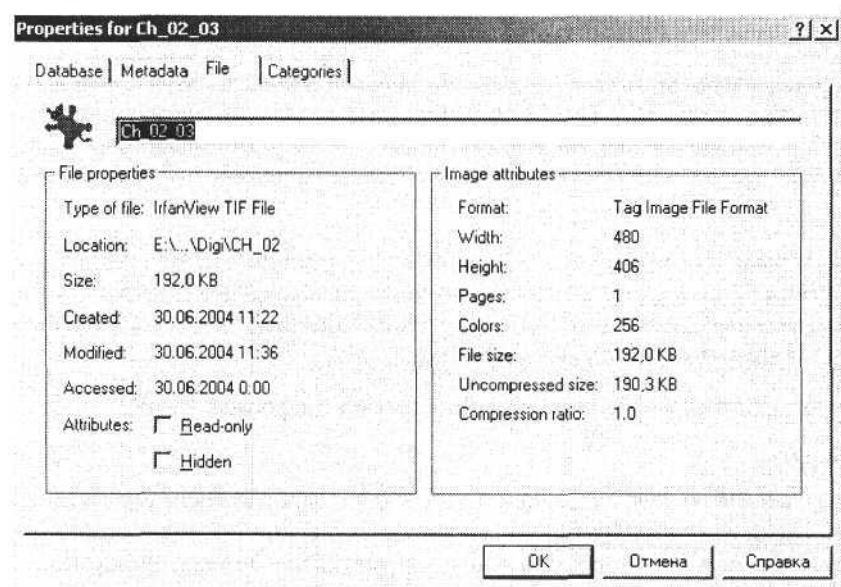 Properties for Ch_02_03
? ×
Database Metadata File Categories
Ch_02_03
File properties
Type of file: IrfanView TIF File
Location: E:\...\Digi\CH_02
Size: 192,0 KB
Created: 30.06.2004 11:22
Modified: 30.06.2004 11:36
Accessed: 30.06.2004 0:00
Attributes: Read-only
Hidden
Image attributes
Format: Tag Image File Format
Width: 480
Height: 406
Pages: 1
Colors: 256
File size: 192,0 KB
Uncompressed size: 190,3 KB
Compression ratio: 1.0
OK Отмена Справка